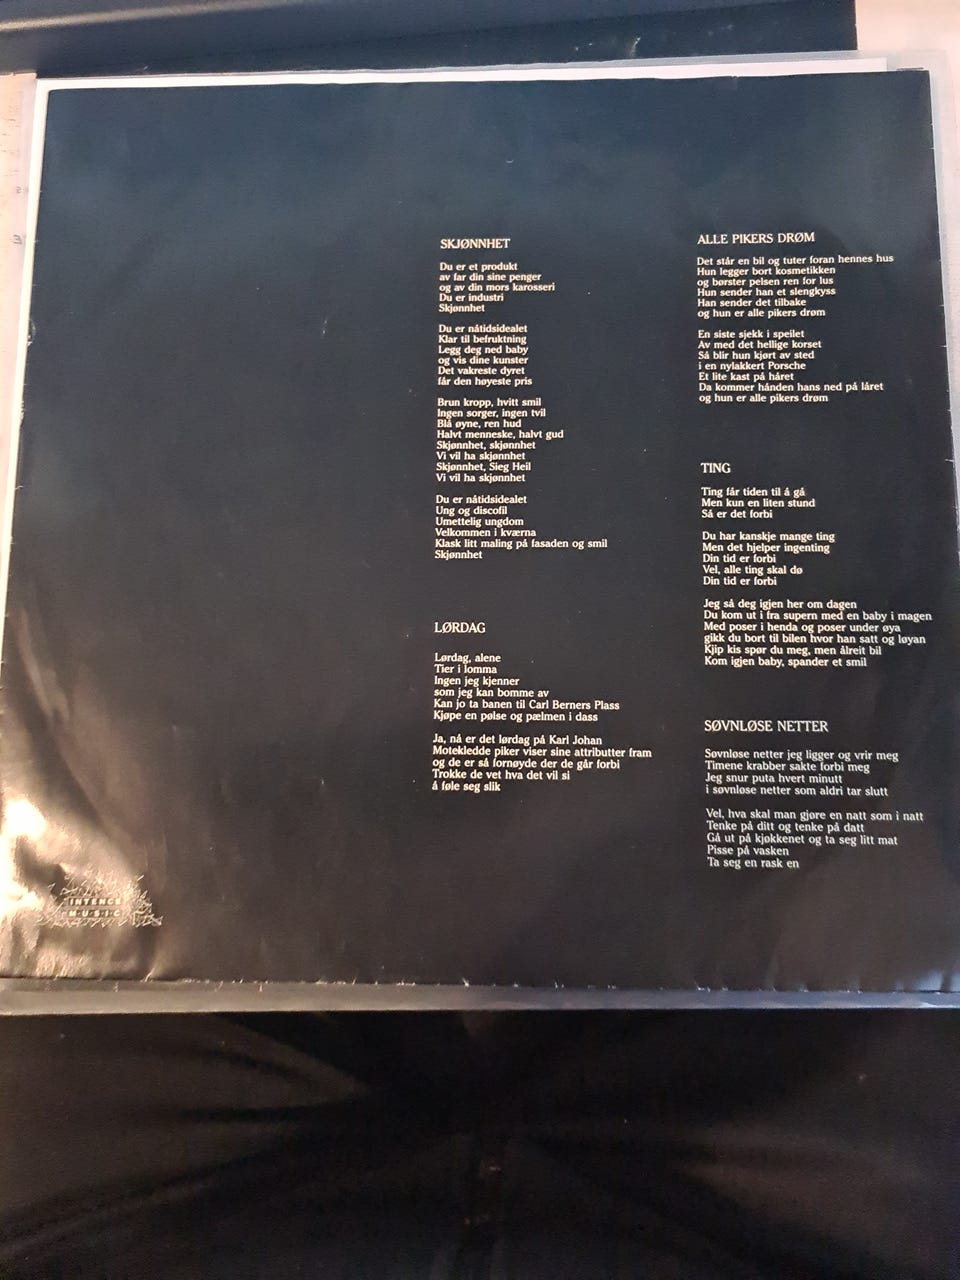 SKJØNNHET
Du er et produkt
av far din sine penger
og av din mors karosseri
Du er industri
Skjønnhet
Du er nåtidsidealet
Klar til befruktning
Legg deg ned baby
og vis dine kunster
Det vakreste dyret
får den høyeste pris
Brun kropp, hvitt smil
Ingen sorger, ingen tvil
Blå øyne, ren hud
Halvt menneske, halvt gud
Skjønnhet, skjønnhet
Vi vil ha skjønnhet
Skjønnhet, Sieg Heil
Vi vil ha skjønnhet
Du er nåtidsidealet
Ung og discofil
Umettelig ungdom
Velkommen i kværna
Klask litt maling på fasaden og smil
Skjønnhet
LØRDAG
Lørdag, alene
Tier i lomma
Ingen jeg kjenner
som jeg kan bomme av
Kan jo ta banen til Carl Berners Plass
Kjøpe en pølse og pælmen i dass
Ja, nå er det lørdag på Karl Johan
Motekledde piker viser sine attributter fram
og de er så fornøyde der de går forbi
Trokke de vet hva det vil si
å føle seg slik
ALLE PIKERS DRØM
Det står en bil og tuter foran hennes hus
Hun legger bort kosmetikken
og børster pelsen ren for lus
Hun sender han et slengkyss
Han sender det tilbake
og hun er alle pikers drøm
En siste sjekk i speilet
Av med det hellige korset
Så blir hun kjørt av sted
i en nylakkert Porsche
Et lite kast på håret
Da kommer hånden hans ned på låret
og hun er alle pikers drøm
TING
Ting får tiden til å gå
Men kun en liten stund
Så er det forbi
Du har kanskje mange ting
Men det hjelper ingenting
Din tid er forbi
Vel, alle ting skal dø
Din tid er forbi
Jeg så deg igjen her om dagen
Du kom ut i fra supern med en baby i magen
Med poser i henda og poser under øya
gikk du bort til bilen hvor han satt og løyan
Kjip kis spør du meg, men ålreit bil
Kom igjen baby, spander et smil
SØVNLØSE NETTER
Søvnløse netter jeg ligger og vrir meg
Timene krabber sakte forbi meg
Jeg snur puta hvert minutt
i søvnløse netter som aldri tar slutt
Vel, hva skal man gjøre en natt som i natt
Tenke på ditt og tenke på datt
Gå ut på kjøkkenet og ta seg litt mat
Pisse på vasken
Ta seg en rask en
INTENCE
M·U·S·I·C